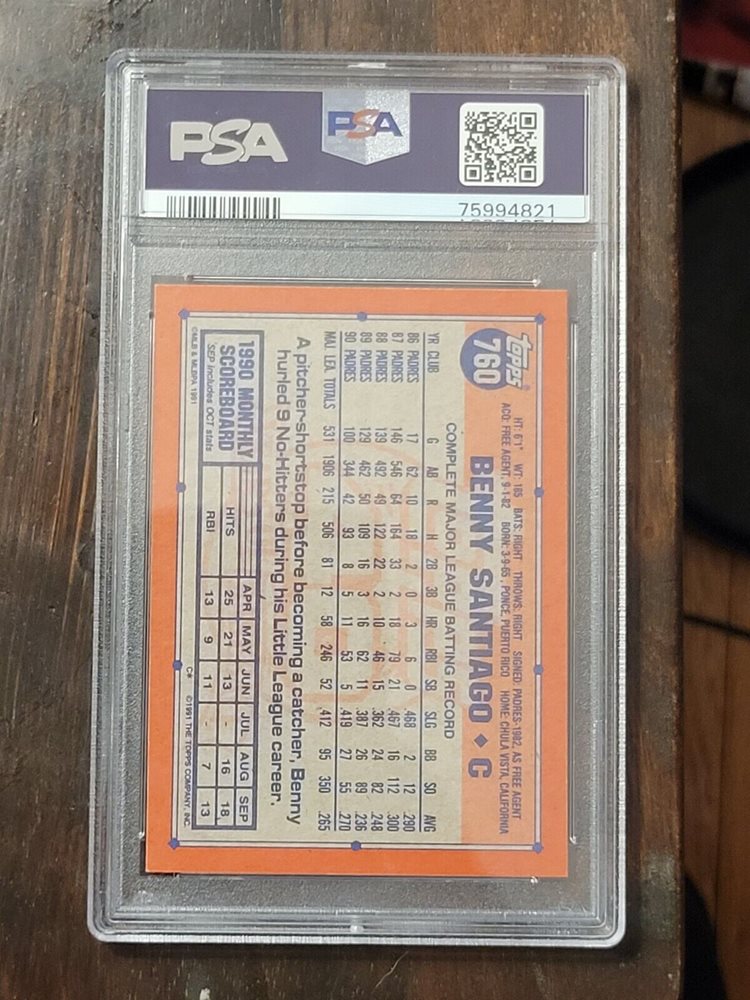 PSA
PSA
75994821
topps
760
HT: 6'1" WT: 185 BATS: RIGHT THROWS: RIGHT SIGNED: PADRES-1982, AS FREE AGENT
ACQ: FREE AGENT, 9-1-82 BORN: 3-9-65, PONCE, PUERTO RICO HOME: CHULA VISTA, CALIFORNIA
BENNY SANTIAGO ♦ C
COMPLETE MAJOR LEAGUE BATTING RECORD
YR CLUB G AB R H 2B 3B HR RBI SB SLG BB SO AVG
86 PADRES 17 62 10 18 2 0 3 6 0 .468 2 12 .290
87 PADRES 146 546 64 164 33 2 18 79 21 .467 16 112 .300
88 PADRES 139 492 49 122 22 2 10 46 15 .362 24 82 .248
89 PADRES 129 462 50 109 16 3 16 62 11 .387 26 89 .236
90 PADRES 100 344 42 93 8 5 11 53 5 .419 27 55 .270
MAJ. LEA. TOTALS 531 1906 215 506 81 12 58 246 52 .412 95 350 .265
A pitcher-shortstop before becoming a catcher, Benny
hurled 9 No-Hitters during his Little League career.
1990 MONTHLY
SCOREBOARD
*SEP includes OCT stats
APR MAY JUN JUL AUG SEP
HITS 25 21 13 - 16 18
RBI 13 9 11 - 7 13
©MLB & MLBPA 1991
C* ©1991 THE TOPPS COMPANY, INC.